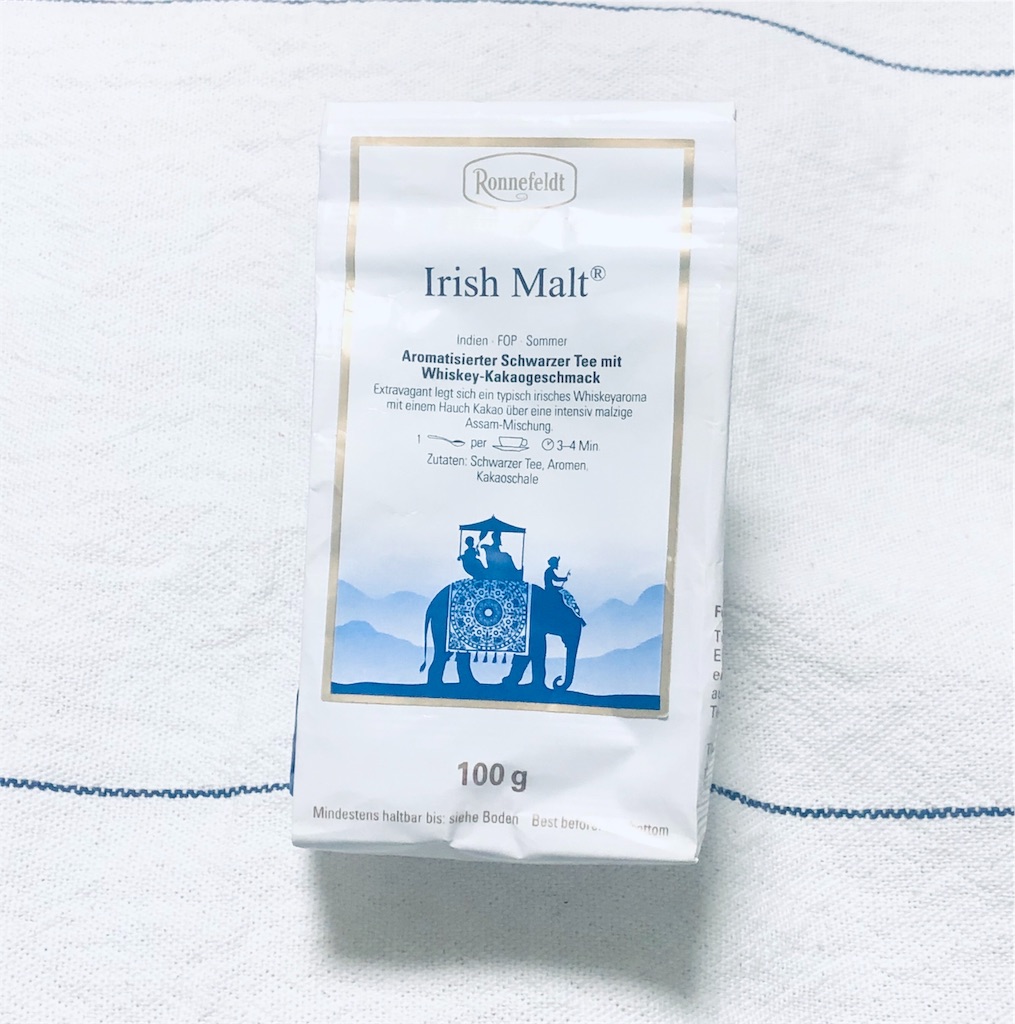 Ronnefeldt
Irish Malt®
Indien · FOP · Sommer
Aromatisierter Schwarzer Tee mit
Whiskey-Kakaogeschmack
Extravagant legt sich ein typisch irisches Whiskeyaroma
mit einem Hauch Kakao über eine intensiv malzige
Assam-Mischung.
1 per 3–4 Min.
Zutaten: Schwarzer Tee, Aromen,
Kakaoschale
100 g
Mindestens haltbar bis: siehe Boden Best before